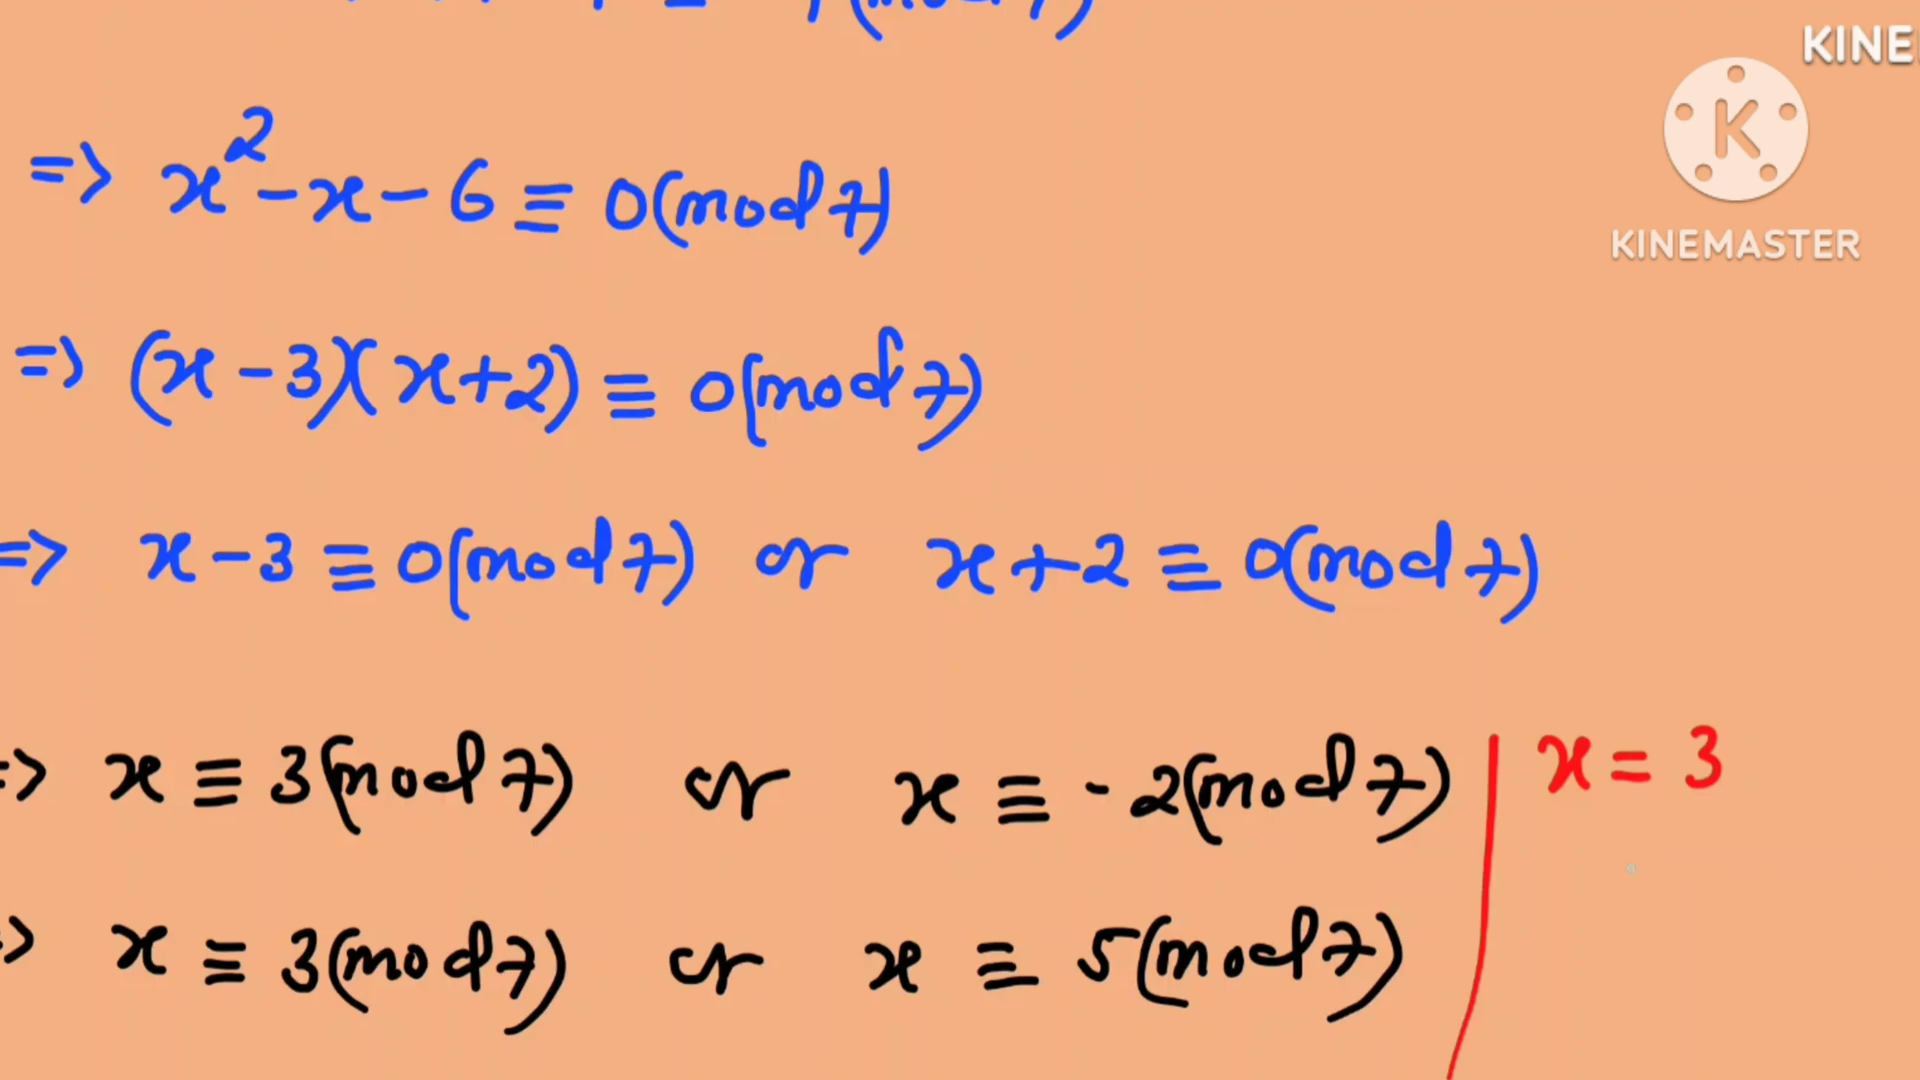 KINE
K
KINEMASTER
=> x² - x - 6 ≡ 0(mod 7)
=> (x - 3)(x + 2) ≡ 0(mod 7)
=> x - 3 ≡ 0(mod 7) or x + 2 ≡ 0(mod 7)
=> x ≡ 3(mod 7) or x ≡ -2(mod 7) | x = 3
=> x ≡ 3(mod 7) or x ≡ 5(mod 7)